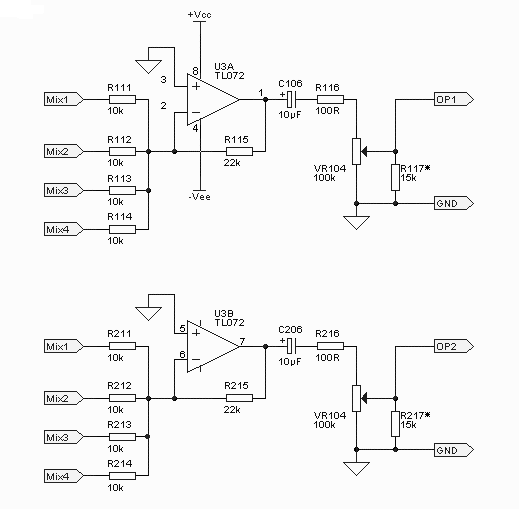 +Vcc
U3A
TL072
8
3
+
2
−
1
4
-Vee
C106
+
10µF
R116
100R
Mix1
R111
10k
OP1
Mix2
R112
10k
R115
22k
VR104
100k
R117*
15k
Mix3
R113
10k
GND
Mix4
R114
10k
U3B
TL072
5
+
6
−
7
C206
+
10µF
R216
100R
Mix1
R211
10k
OP2
Mix2
R212
10k
R215
22k
VR104
100k
R217*
15k
Mix3
R213
10k
GND
Mix4
R214
10k